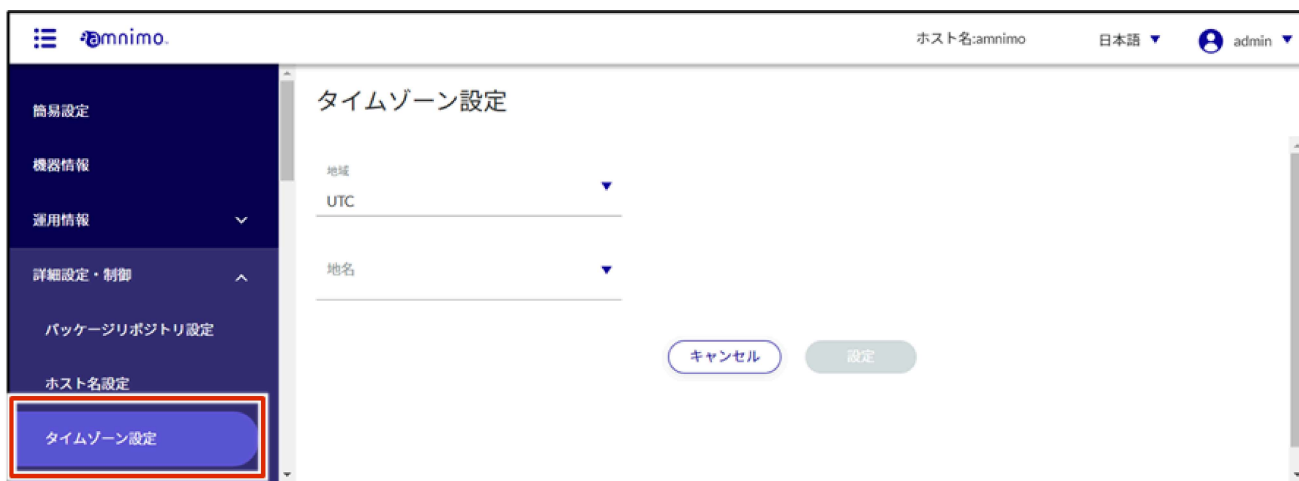 amnimo.
ホスト名:amnimo
日本語
admin
簡易設定
機器情報
運用情報
詳細設定・制御
パッケージリポジトリ設定
ホスト名設定
タイムゾーン設定
タイムゾーン設定
地域
UTC
地名
キャンセル
設定